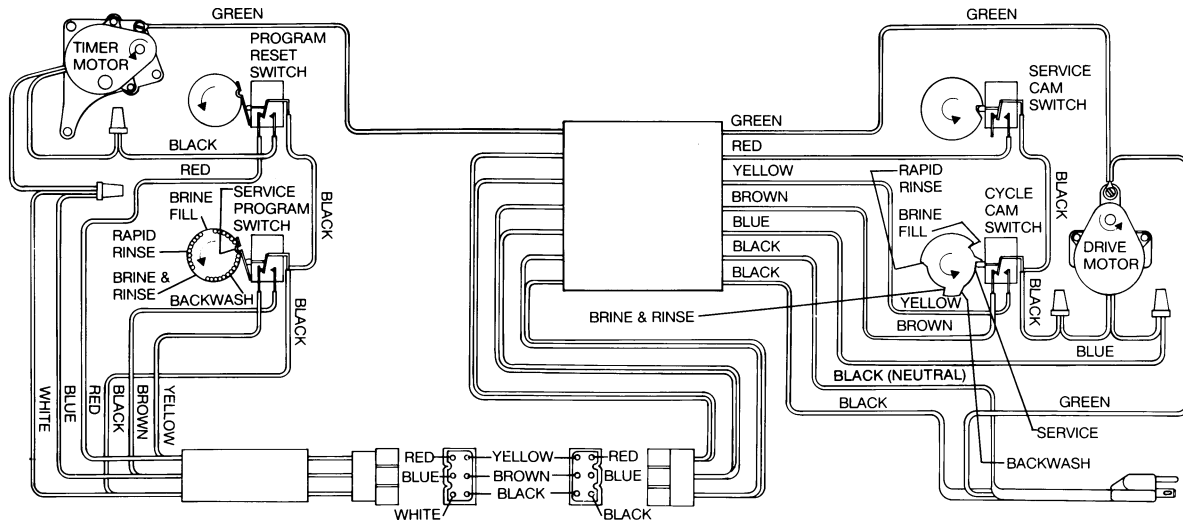 GREEN
TIMER
MOTOR
PROGRAM
RESET
SWITCH
BLACK
RED
BLACK
BRINE
FILL
SERVICE
PROGRAM
SWITCH
RAPID
RINSE
BRINE &
RINSE
BACKWASH
BLACK
WHITE
BLUE
RED
BLACK
BROWN
YELLOW
RED
BLUE
WHITE
YELLOW
BROWN
BLACK
RED
BLUE
BLACK
GREEN
GREEN
RED
YELLOW
BROWN
BLUE
BLACK
BLACK
SERVICE
CAM
SWITCH
RAPID
RINSE
BRINE
FILL
CYCLE
CAM
SWITCH
BLACK
DRIVE
MOTOR
YELLOW
BROWN
BRINE & RINSE
BLACK
BLUE
BLACK (NEUTRAL)
BLACK
GREEN
SERVICE
BACKWASH